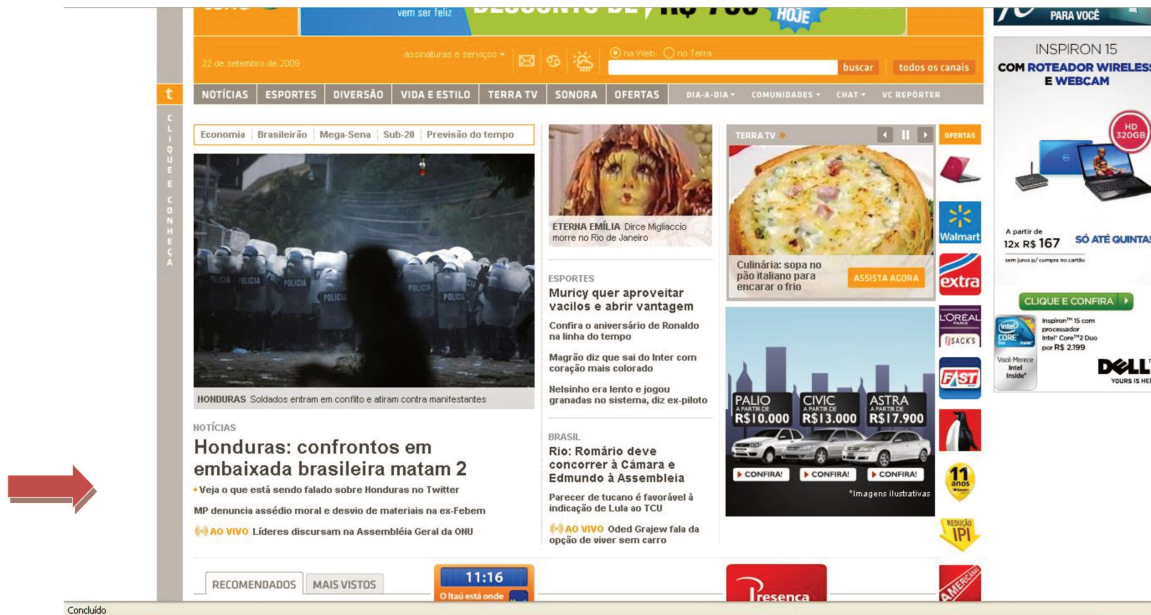 vem ser feliz
HOJE
PARA VOCÊ
assinaturas e serviços
na Web
no Terra
22 de setembro de 2009
buscar
todos os canais
t
NOTÍCIAS
ESPORTES
DIVERSÃO
VIDA E ESTILO
TERRA TV
SONORA
OFERTAS
DIA-A-DIA
COMUNIDADES
CHAT
VC REPÓRTER
CLIQUE E CONHEÇA
Economia
Brasileirão
Mega-Sena
Sub-20
Previsão do tempo
POLICIA
POLICIA
POLICIA
HONDURAS Soldados entram em conflito e atiram contra manifestantes
NOTÍCIAS
Honduras: confrontos em
embaixada brasileira matam 2
Veja o que está sendo falado sobre Honduras no Twitter
MP denuncia assédio moral e desvio de materiais na ex-Febem
AO VIVO Líderes discursam na Assembléia Geral da ONU
ETERNA EMÍLIA Dirce Migliaccio
morre no Rio de Janeiro
ESPORTES
Muricy quer aproveitar
vacilos e abrir vantagem
Confira o aniversário de Ronaldo
na linha do tempo
Magrão diz que sai do Inter com
coração mais colorado
Nelsinho era lento e jogou
granadas no sistema, diz ex-piloto
BRASIL
Rio: Romário deve
concorrer à Câmara e
Edmundo à Assembleia
Parecer de tucano é favorável à
indicação de Lula ao TCU
AO VIVO Oded Grajew fala da
opção de viver sem carro
TERRA TV
Culinária: sopa no
pão italiano para
encarar o frio
ASSISTA AGORA
PALIO
A PARTIR DE
R$10.000
CIVIC
A PARTIR DE
R$13.000
ASTRA
A PARTIR DE
R$17.900
CONFIRA!
CONFIRA!
CONFIRA!
*Imagens ilustrativas
OFERTAS
Walmart
extra
L'ORÉAL
PARIS
SACK'S
FAST
11
anos
REDUÇÃO
IPI
AMERICANAS
INSPIRON 15
COM ROTEADOR WIRELESS
E WEBCAM
HD
320GB
A partir de
12x R$ 167
SÓ ATÉ QUINTA!
sem juros p/ compra no cartão
CLIQUE E CONFIRA
Inspiron™ 15 com
processador
Intel® Core™2 Duo
por R$ 2.199
intel
CORE
Você Merece
Intel
Inside®
DELL
YOURS IS HE
RECOMENDADOS
MAIS VISTOS
11:16
O Itaú está onde
Presença
Concluído